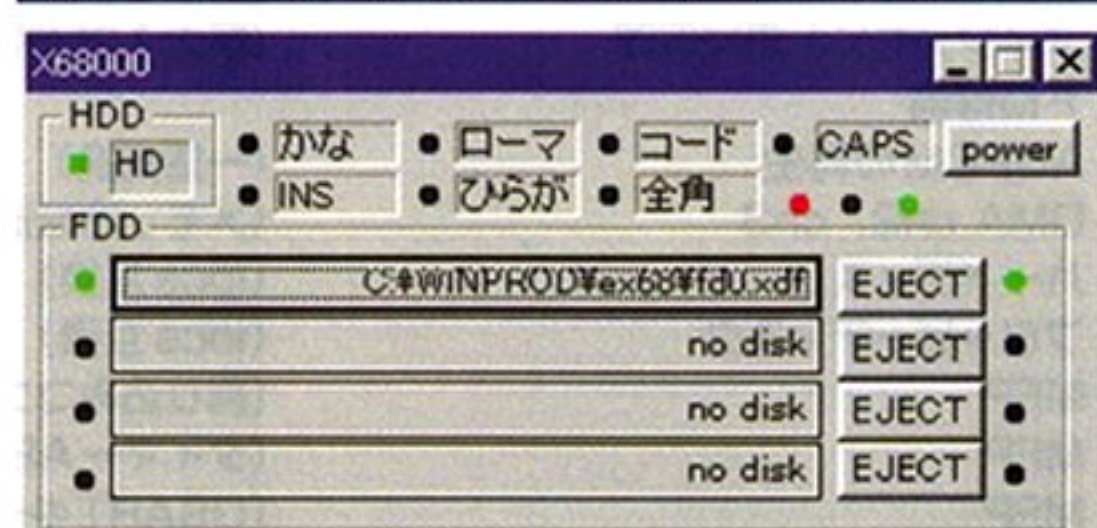 X68000
HDD
HD
かな ローマ コード CAPS power
INS ひらが 全角
FDD
C:¥WINPROD¥ex68¥fd0.xdf EJECT
no disk EJECT
no disk EJECT
no disk EJECT